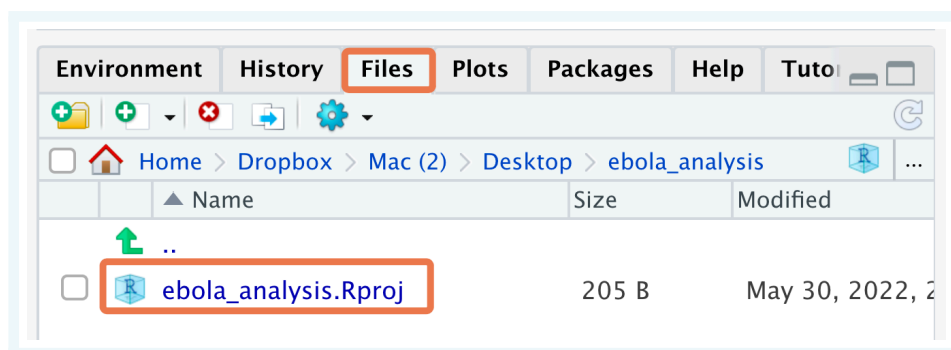 Environment History Files Plots Packages Help
Home > Dropbox > Mac (2) > Desktop > ebola_analysis ...
Name Size Modified
..
R ebola_analysis.Rproj 205 B May 30, 2022,